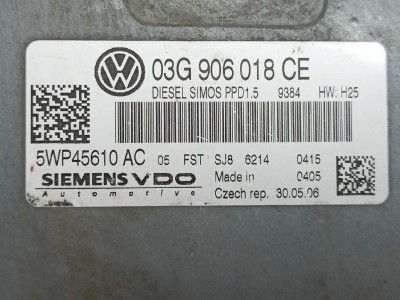 03G 906 018 CE
DIESEL SIMOS PPD1.5 9384 HW: H25
5WP45610 AC 05 FST SJ8 6214 0415
SIEMENS VDO Made in 0405
Automotive Czech rep. 30.05.06